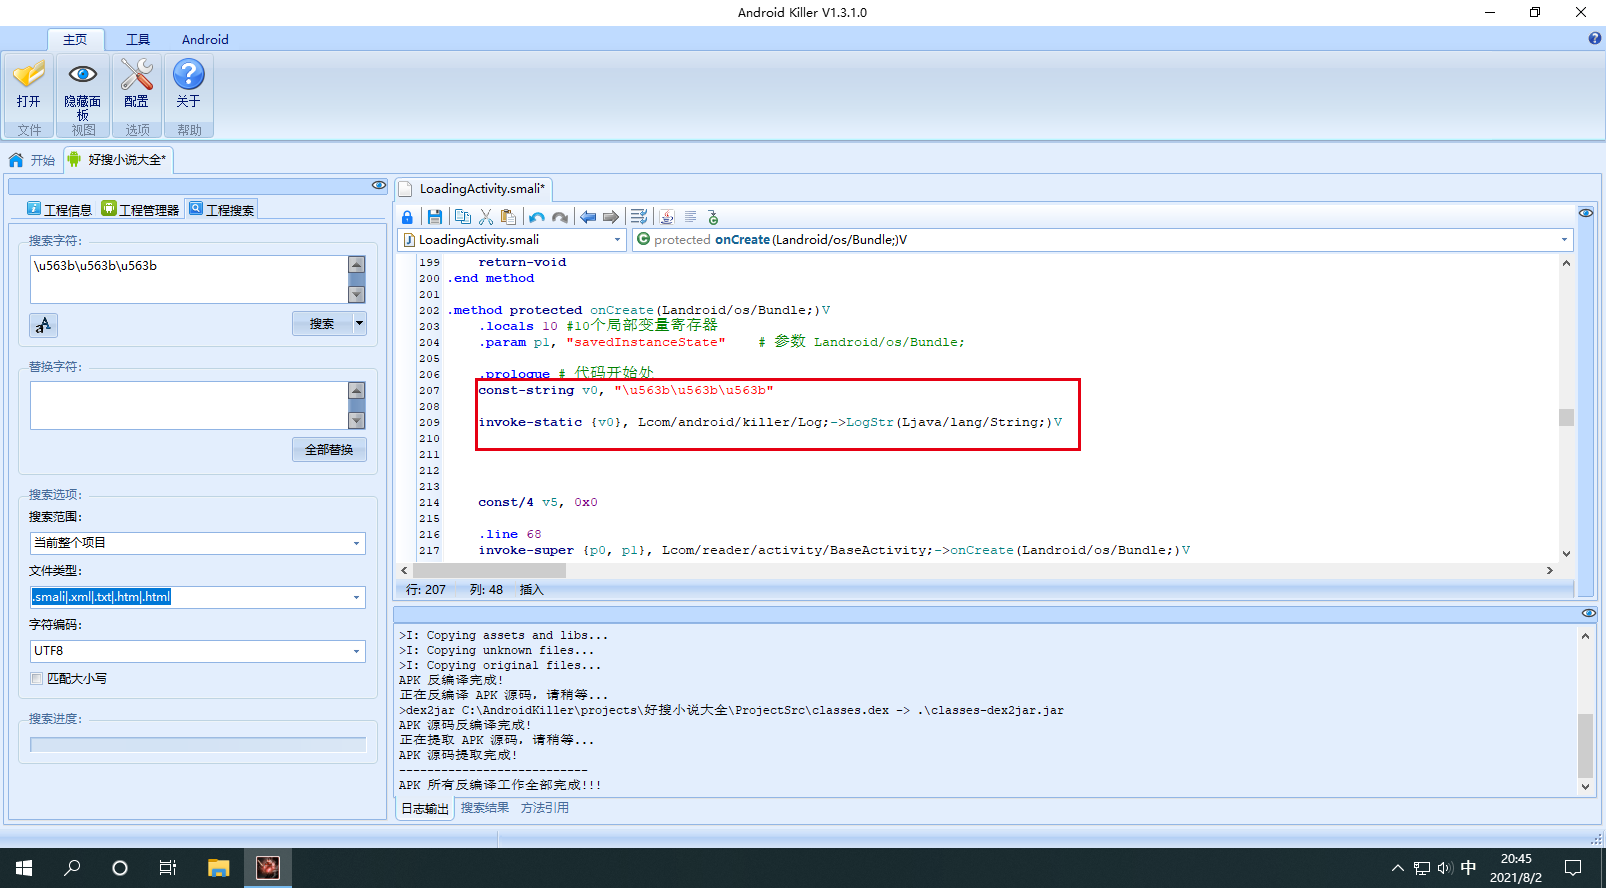 Android Killer V1.3.1.0
主页 工具 Android
打开 隐藏面板 配置 关于
文件 视图 选项 帮助
开始 好搜小说大全*
工程信息 工程管理器 工程搜索
搜索字符:
\u563b\u563b\u563b
搜索
替换字符:
全部替换
搜索选项:
搜索范围:
当前整个项目
文件类型:
.smali|.xml|.txt|.htm|.html
字符编码:
UTF8
匹配大小写
搜索进度:
LoadingActivity.smali*
LoadingActivity.smali protected onCreate(Landroid/os/Bundle;)V
199 return-void
200 .end method
201
202 .method protected onCreate(Landroid/os/Bundle;)V
203 .locals 10 #10个局部变量寄存器
204 .param p1, "savedInstanceState" # 参数 Landroid/os/Bundle;
205
206 .prologue # 代码开始处
207 const-string v0, "\u563b\u563b\u563b"
208
209 invoke-static {v0}, Lcom/android/killer/Log;->LogStr(Ljava/lang/String;)V
210
211
212
213
214 const/4 v5, 0x0
215
216 .line 68
217 invoke-super {p0, p1}, Lcom/reader/activity/BaseActivity;->onCreate(Landroid/os/Bundle;)V
行: 207 列: 48 插入
>I: Copying assets and libs...
>I: Copying unknown files...
>I: Copying original files...
APK 反编译完成!
正在反编译 APK 源码，请稍等...
>dex2jar C:\AndroidKiller\projects\好搜小说大全\ProjectSrc\classes.dex -> .\classes-dex2jar.jar
APK 源码反编译完成!
正在提取 APK 源码，请稍等...
APK 源码提取完成!
---------------------------
APK 所有反编译工作全部完成!!!
日志输出 搜索结果 方法引用
中
20:45
2021/8/2